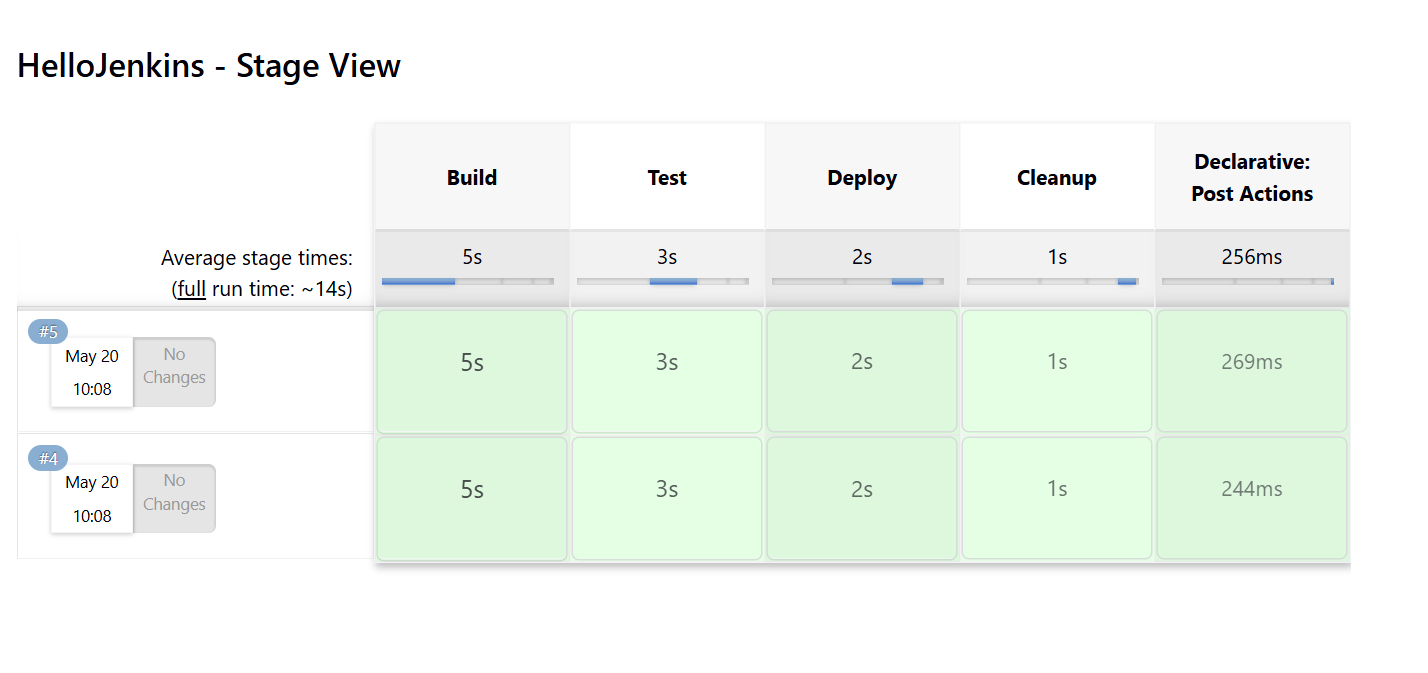 HelloJenkins - Stage View
Build
Test
Deploy
Cleanup
Declarative:
Post Actions
Average stage times:
(full run time: ~14s)
5s
3s
2s
1s
256ms
#5
May 20
10:08
No
Changes
5s
3s
2s
1s
269ms
#4
May 20
10:08
No
Changes
5s
3s
2s
1s
244ms